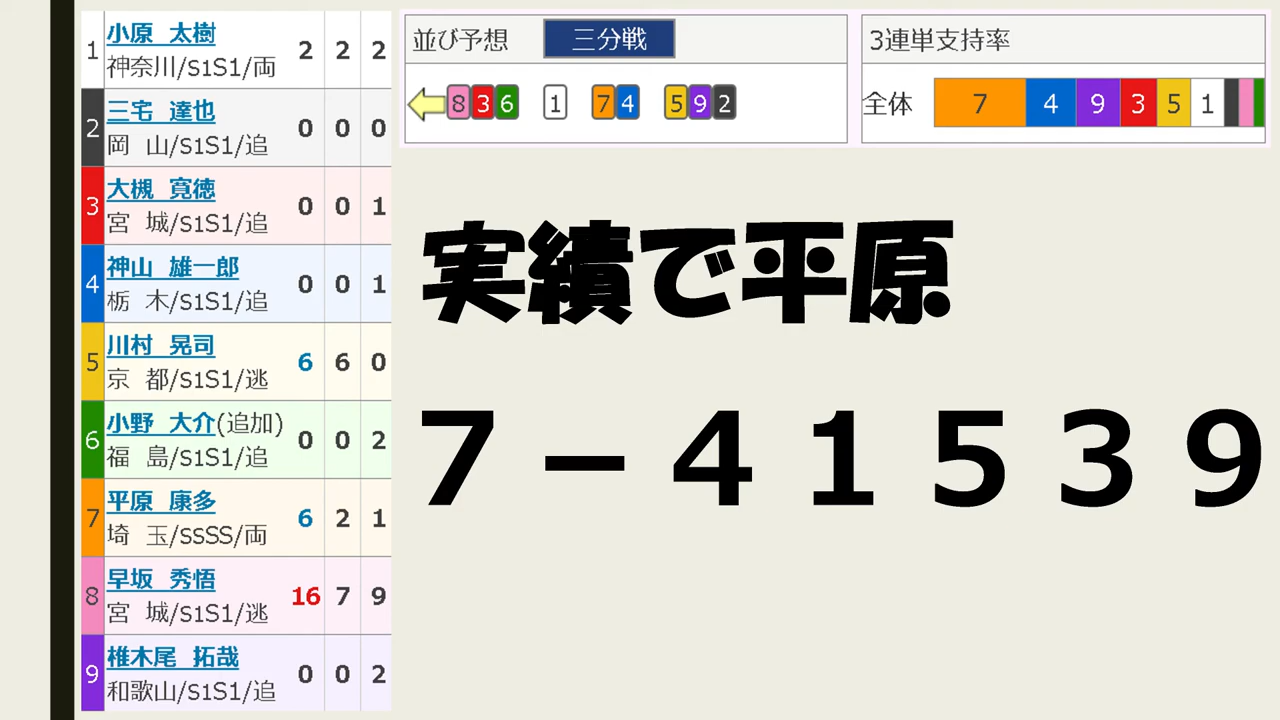 1 小原 太樹 2 2 2
神奈川/S1S1/両
2 三宅 達也 0 0 0
岡 山/S1S1/追
3 大槻 寛徳 0 0 1
宮 城/S1S1/追
4 神山 雄一郎 0 0 1
栃 木/S1S1/追
5 川村 晃司 6 6 0
京 都/S1S1/逃
6 小野 大介(追加) 0 0 2
福 島/S1S1/追
7 平原 康多 6 2 1
埼 玉/SSSS/両
8 早坂 秀悟 16 7 9
宮 城/S1S1/逃
9 椎木尾 拓哉 0 0 2
和歌山/S1S1/追
並び予想 三分戦
8 3 6 1 7 4 5 9 2
3連単支持率
全体 7 4 9 3 5 1
実績で平原
7－41539